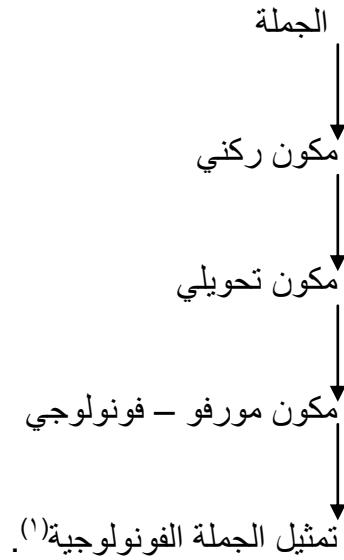 الجملة
مكون ركني
مكون تحويلي
مكون مورفو – فونولوجي
تمثيل الجملة الفونولوجية(١).